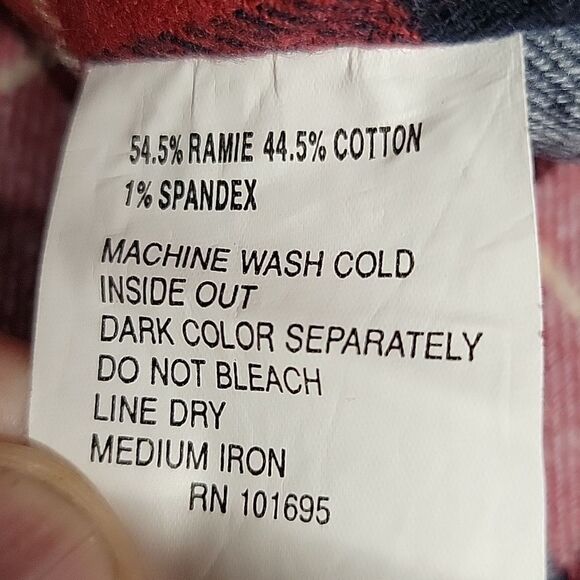 54.5% RAMIE 44.5% COTTON
1% SPANDEX
MACHINE WASH COLD
INSIDE OUT
DARK COLOR SEPARATELY
DO NOT BLEACH
LINE DRY
MEDIUM IRON
RN 101695